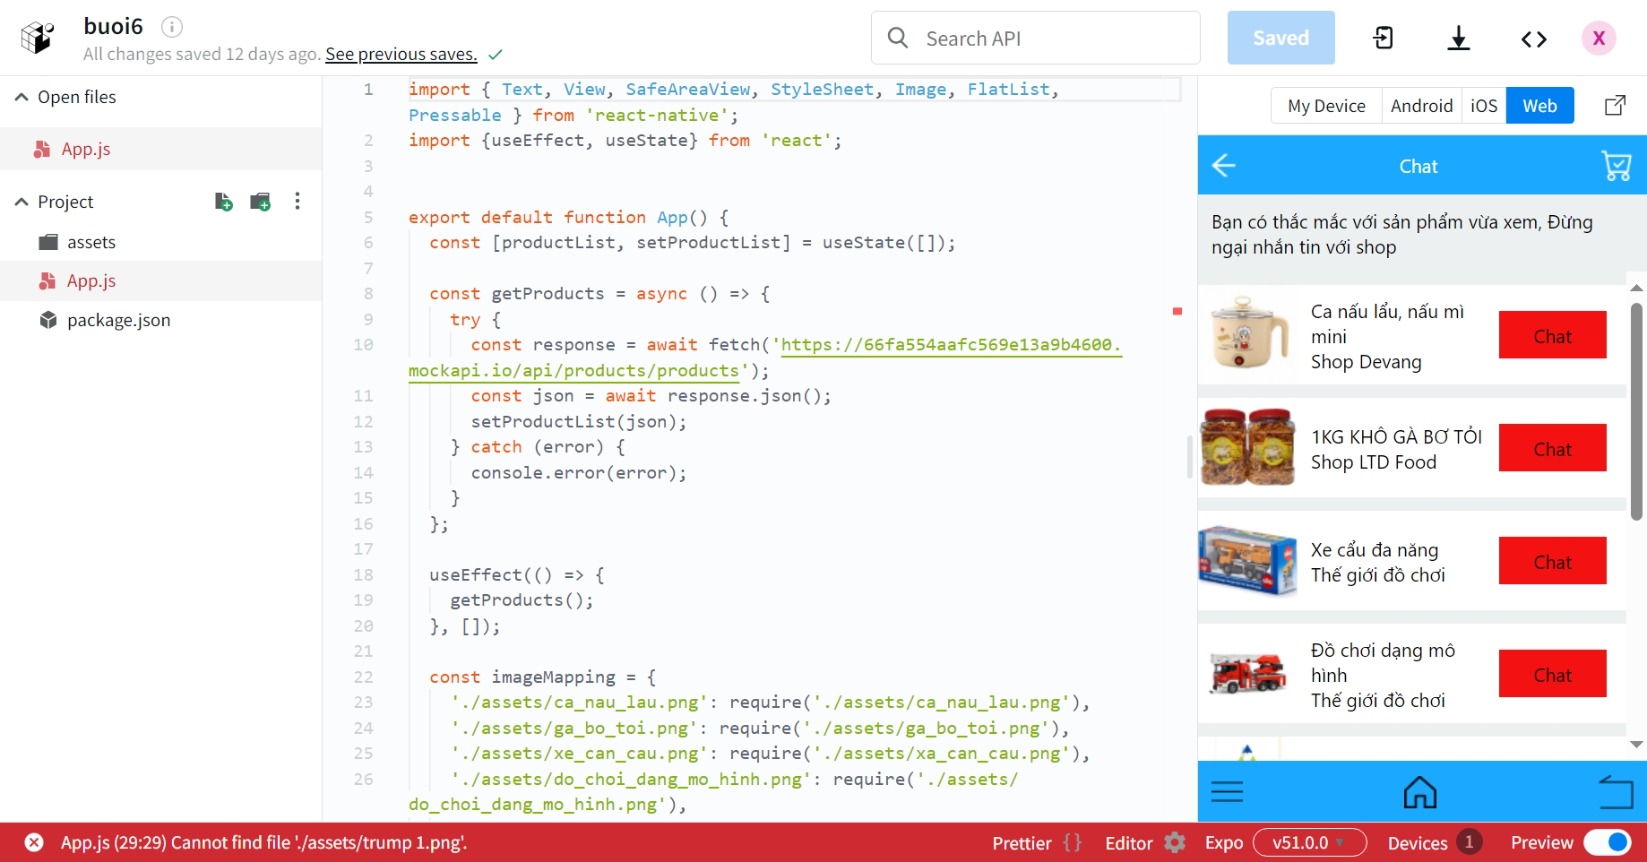 buoi6
All changes saved 12 days ago. See previous saves.
Search API
Saved
X
Open files
App.js
Project
assets
App.js
package.json
1 import { Text, View, SafeAreaView, StyleSheet, Image, FlatList,
Pressable } from 'react-native';
2 import {useEffect, useState} from 'react';
3
4
5 export default function App() {
6 const [productList, setProductList] = useState([]);
7
8 const getProducts = async () => {
9 try {
10 const response = await fetch('https://66fa554aafc569e13a9b4600.
mockapi.io/api/products/products');
11 const json = await response.json();
12 setProductList(json);
13 } catch (error) {
14 console.error(error);
15 }
16 };
17
18 useEffect(() => {
19 getProducts();
20 }, []);
21
22 const imageMapping = {
23 './assets/ca_nau_lau.png': require('./assets/ca_nau_lau.png'),
24 './assets/ga_bo_toi.png': require('./assets/ga_bo_toi.png'),
25 './assets/xe_can_cau.png': require('./assets/xa_can_cau.png'),
26 './assets/do_choi_dang_mo_hinh.png': require('./assets/
do_choi_dang_mo_hinh.png'),
My Device Android iOS Web
Chat
Bạn có thắc mắc với sản phẩm vừa xem, Đừng
ngại nhắn tin với shop
Ca nấu lẩu, nấu mì
mini
Shop Devang
Chat
1KG KHÔ GÀ BƠ TỎI
Shop LTD Food
Chat
Xe cẩu đa năng
Thế giới đồ chơi
Chat
Đồ chơi dạng mô
hình
Thế giới đồ chơi
Chat
App.js (29:29) Cannot find file './assets/trump 1.png'.
Prettier {} Editor Expo v51.0.0 Devices 1 Preview